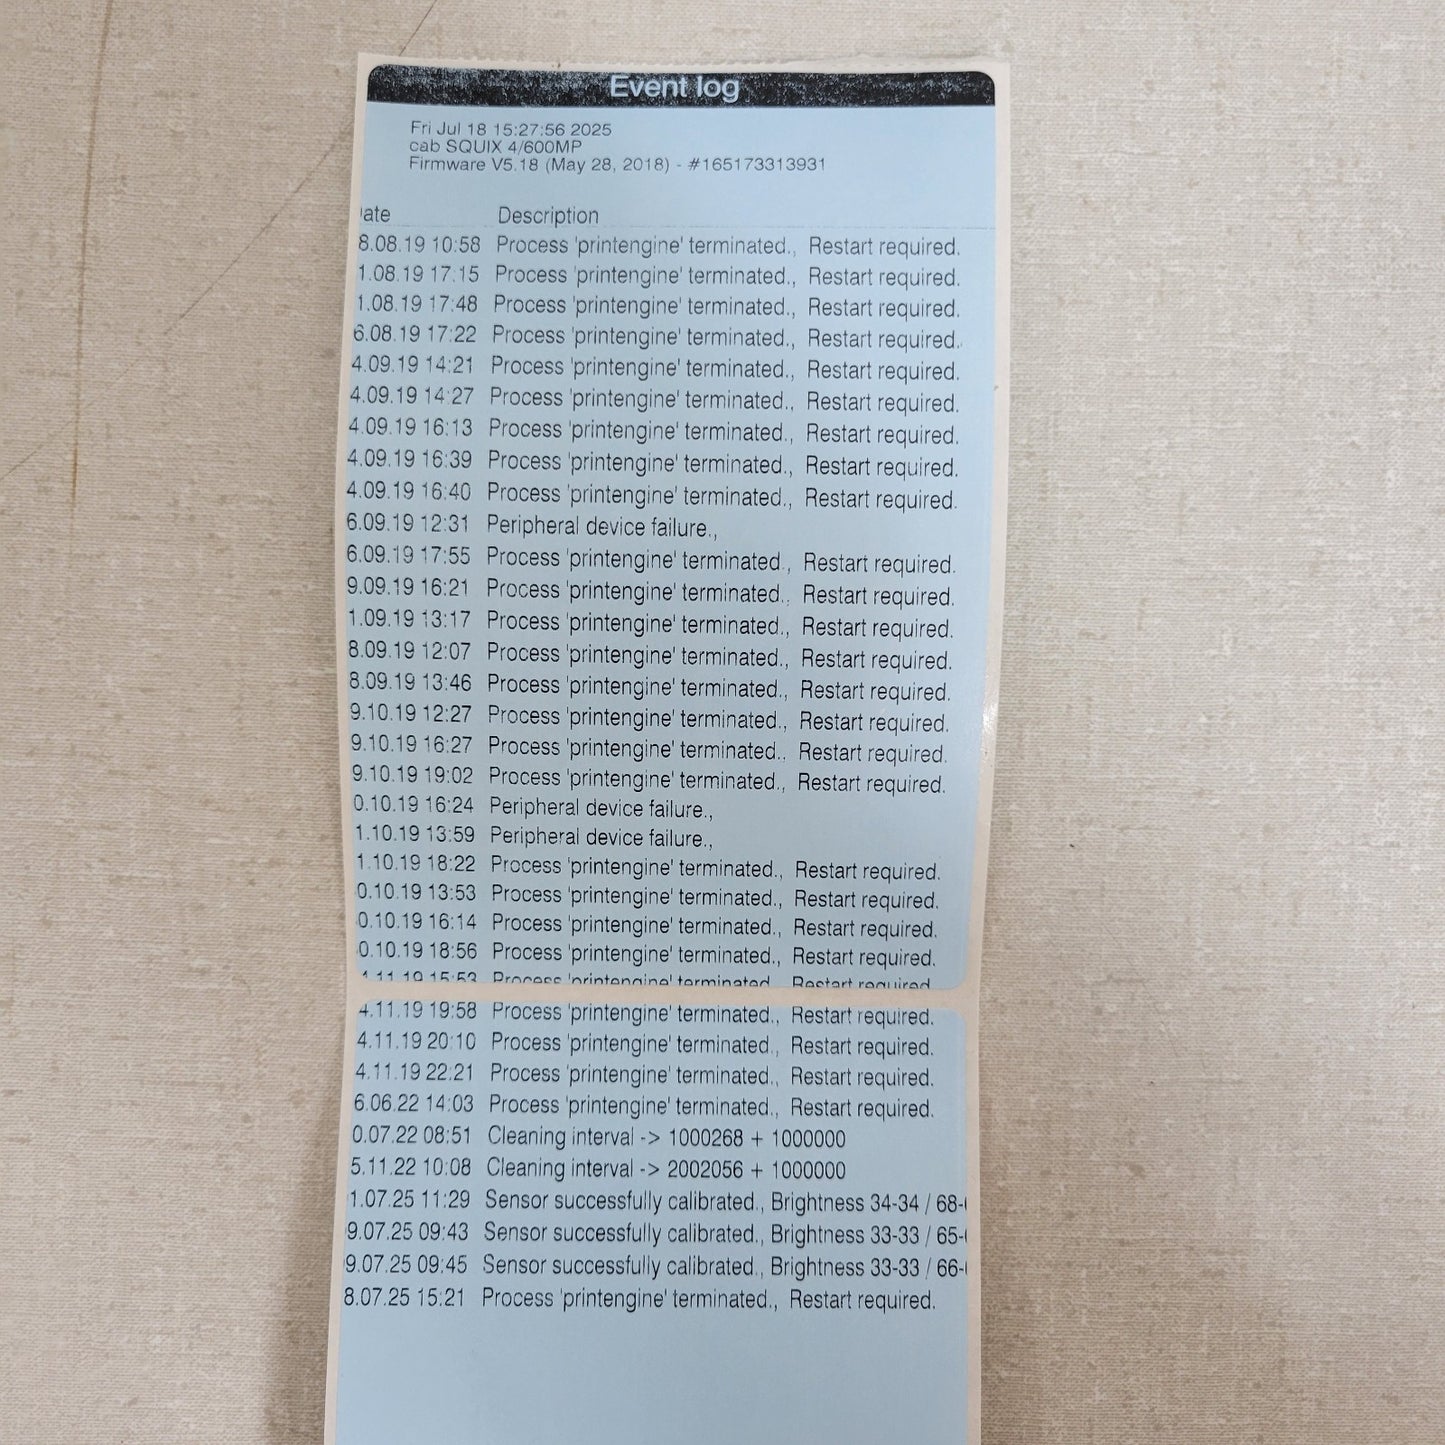 Event log
Fri Jul 18 15:27:56 2025
cab SQUIX 4/600MP
Firmware V5.18 (May 28, 2018) - #165173313931
ate Description
8.08.19 10:58 Process 'printengine' terminated., Restart required.
1.08.19 17:15 Process 'printengine' terminated., Restart required.
1.08.19 17:48 Process 'printengine' terminated., Restart required.
6.08.19 17:22 Process 'printengine' terminated., Restart required.
4.09.19 14:21 Process 'printengine' terminated., Restart required.
4.09.19 14:27 Process 'printengine' terminated., Restart required.
4.09.19 16:13 Process 'printengine' terminated., Restart required.
4.09.19 16:39 Process 'printengine' terminated., Restart required.
4.09.19 16:40 Process 'printengine' terminated., Restart required.
6.09.19 12:31 Peripheral device failure.,
6.09.19 17:55 Process 'printengine' terminated., Restart required.
9.09.19 16:21 Process 'printengine' terminated., Restart required.
1.09.19 13:17 Process 'printengine' terminated., Restart required.
8.09.19 12:07 Process 'printengine' terminated., Restart required.
8.09.19 13:46 Process 'printengine' terminated., Restart required.
9.10.19 12:27 Process 'printengine' terminated., Restart required.
9.10.19 16:27 Process 'printengine' terminated., Restart required.
9.10.19 19:02 Process 'printengine' terminated., Restart required.
0.10.19 16:24 Peripheral device failure.,
1.10.19 13:59 Peripheral device failure.,
1.10.19 18:22 Process 'printengine' terminated., Restart required.
0.10.19 13:53 Process 'printengine' terminated., Restart required.
0.10.19 16:14 Process 'printengine' terminated., Restart required.
0.10.19 18:56 Process 'printengine' terminated., Restart required.
4.11.19 15:53 Process 'printengine' terminated., Restart required.
4.11.19 19:58 Process 'printengine' terminated., Restart required.
4.11.19 20:10 Process 'printengine' terminated., Restart required.
4.11.19 22:21 Process 'printengine' terminated., Restart required.
6.06.22 14:03 Process 'printengine' terminated., Restart required.
0.07.22 08:51 Cleaning interval -> 1000268 + 1000000
5.11.22 10:08 Cleaning interval -> 2002056 + 1000000
1.07.25 11:29 Sensor successfully calibrated., Brightness 34-34 / 68-
9.07.25 09:43 Sensor successfully calibrated., Brightness 33-33 / 65-
9.07.25 09:45 Sensor successfully calibrated., Brightness 33-33 / 66-
8.07.25 15:21 Process 'printengine' terminated., Restart required.